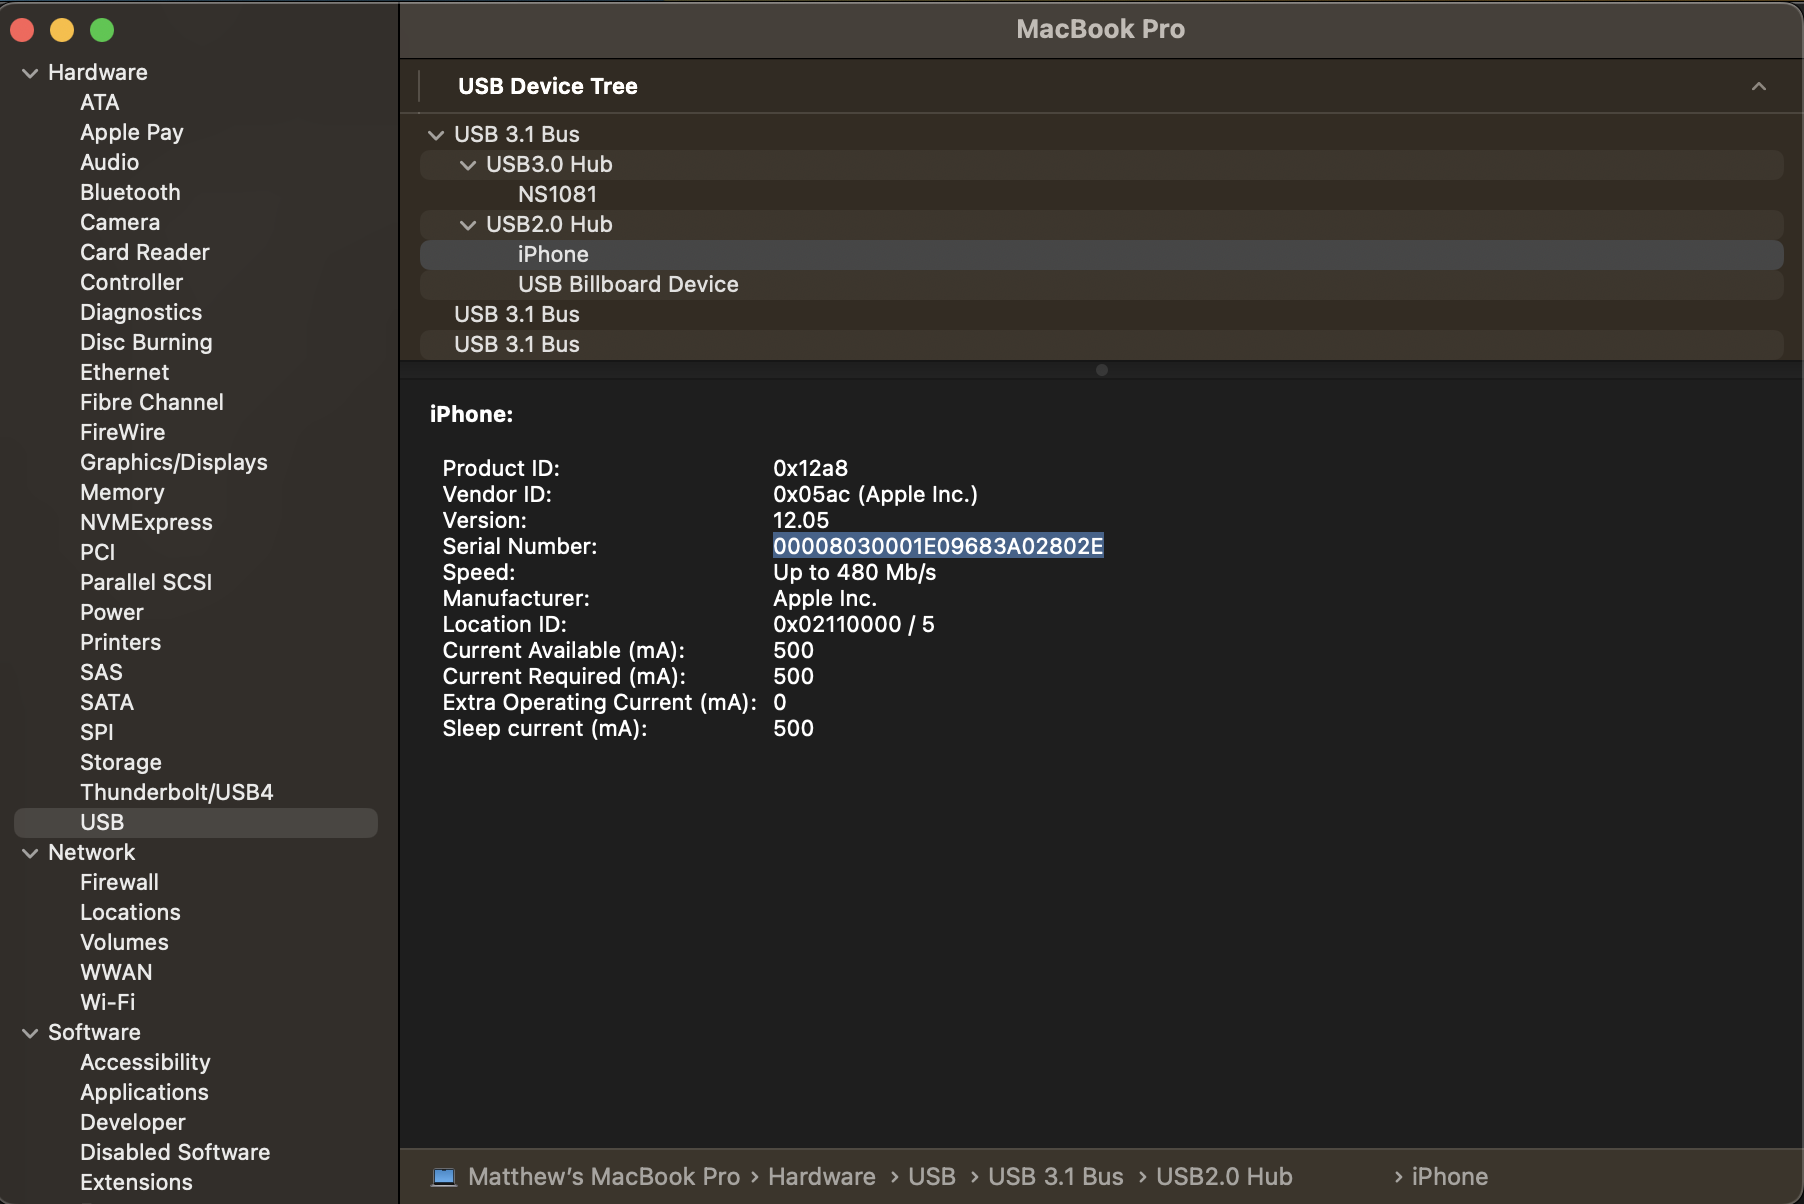 MacBook Pro
Hardware
ATA
Apple Pay
Audio
Bluetooth
Camera
Card Reader
Controller
Diagnostics
Disc Burning
Ethernet
Fibre Channel
FireWire
Graphics/Displays
Memory
NVMExpress
PCI
Parallel SCSI
Power
Printers
SAS
SATA
SPI
Storage
Thunderbolt/USB4
USB
Network
Firewall
Locations
Volumes
WWAN
Wi-Fi
Software
Accessibility
Applications
Developer
Disabled Software
Extensions
USB Device Tree
USB 3.1 Bus
USB3.0 Hub
NS1081
USB2.0 Hub
iPhone
USB Billboard Device
USB 3.1 Bus
USB 3.1 Bus
iPhone:
Product ID: 0x12a8
Vendor ID: 0x05ac (Apple Inc.)
Version: 12.05
Serial Number: 00008030001E09683A02802E
Speed: Up to 480 Mb/s
Manufacturer: Apple Inc.
Location ID: 0x02110000 / 5
Current Available (mA): 500
Current Required (mA): 500
Extra Operating Current (mA): 0
Sleep current (mA): 500
Matthew’s MacBook Pro › Hardware › USB › USB 3.1 Bus › USB2.0 Hub › iPhone